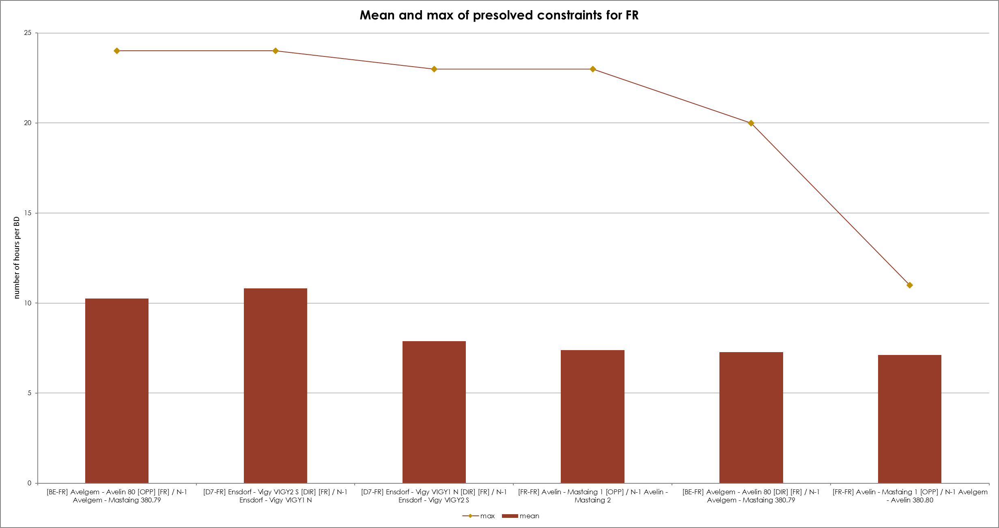 Mean and max of presolved constraints for FR
number of hours per BD
25
20
15
10
5
0
[BE-FR] Avelgem - Avelin 80 [OPP] [FR] / N-1
Avelgem - Mastaing 380.79
[D7-FR] Ensdorf - Vigy VIGY2 S [DIR] [FR] / N-1
Ensdorf - Vigy VIGY1 N
[D7-FR] Ensdorf - Vigy VIGY1 N [DIR] [FR] / N-1
Ensdorf - Vigy VIGY2 S
[FR-FR] Avelin - Mastaing 1 [OPP] / N-1 Avelin -
Mastaing 2
[BE-FR] Avelgem - Avelin 80 [DIR] [FR] / N-1
Avelgem - Mastaing 380.79
[FR-FR] Avelin - Mastaing 1 [OPP] / N-1 Avelgem
- Avelin 380.80
max
mean